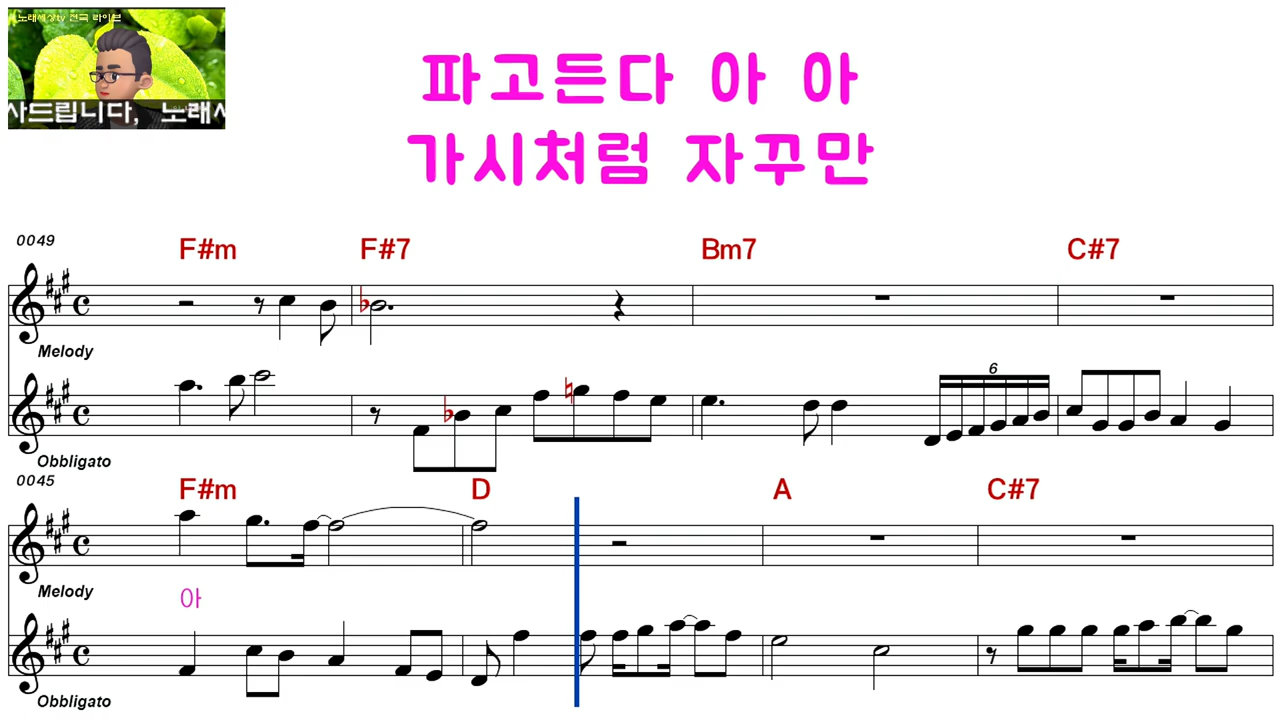 노래세상tv 전국 라이브
사드립니다, 노래세
파고든다 아 아
가시처럼 자꾸만
0049
F#m F#7 Bm7 C#7
Melody
6
Obbligato
0045
F#m D A C#7
Melody
아
Obbligato